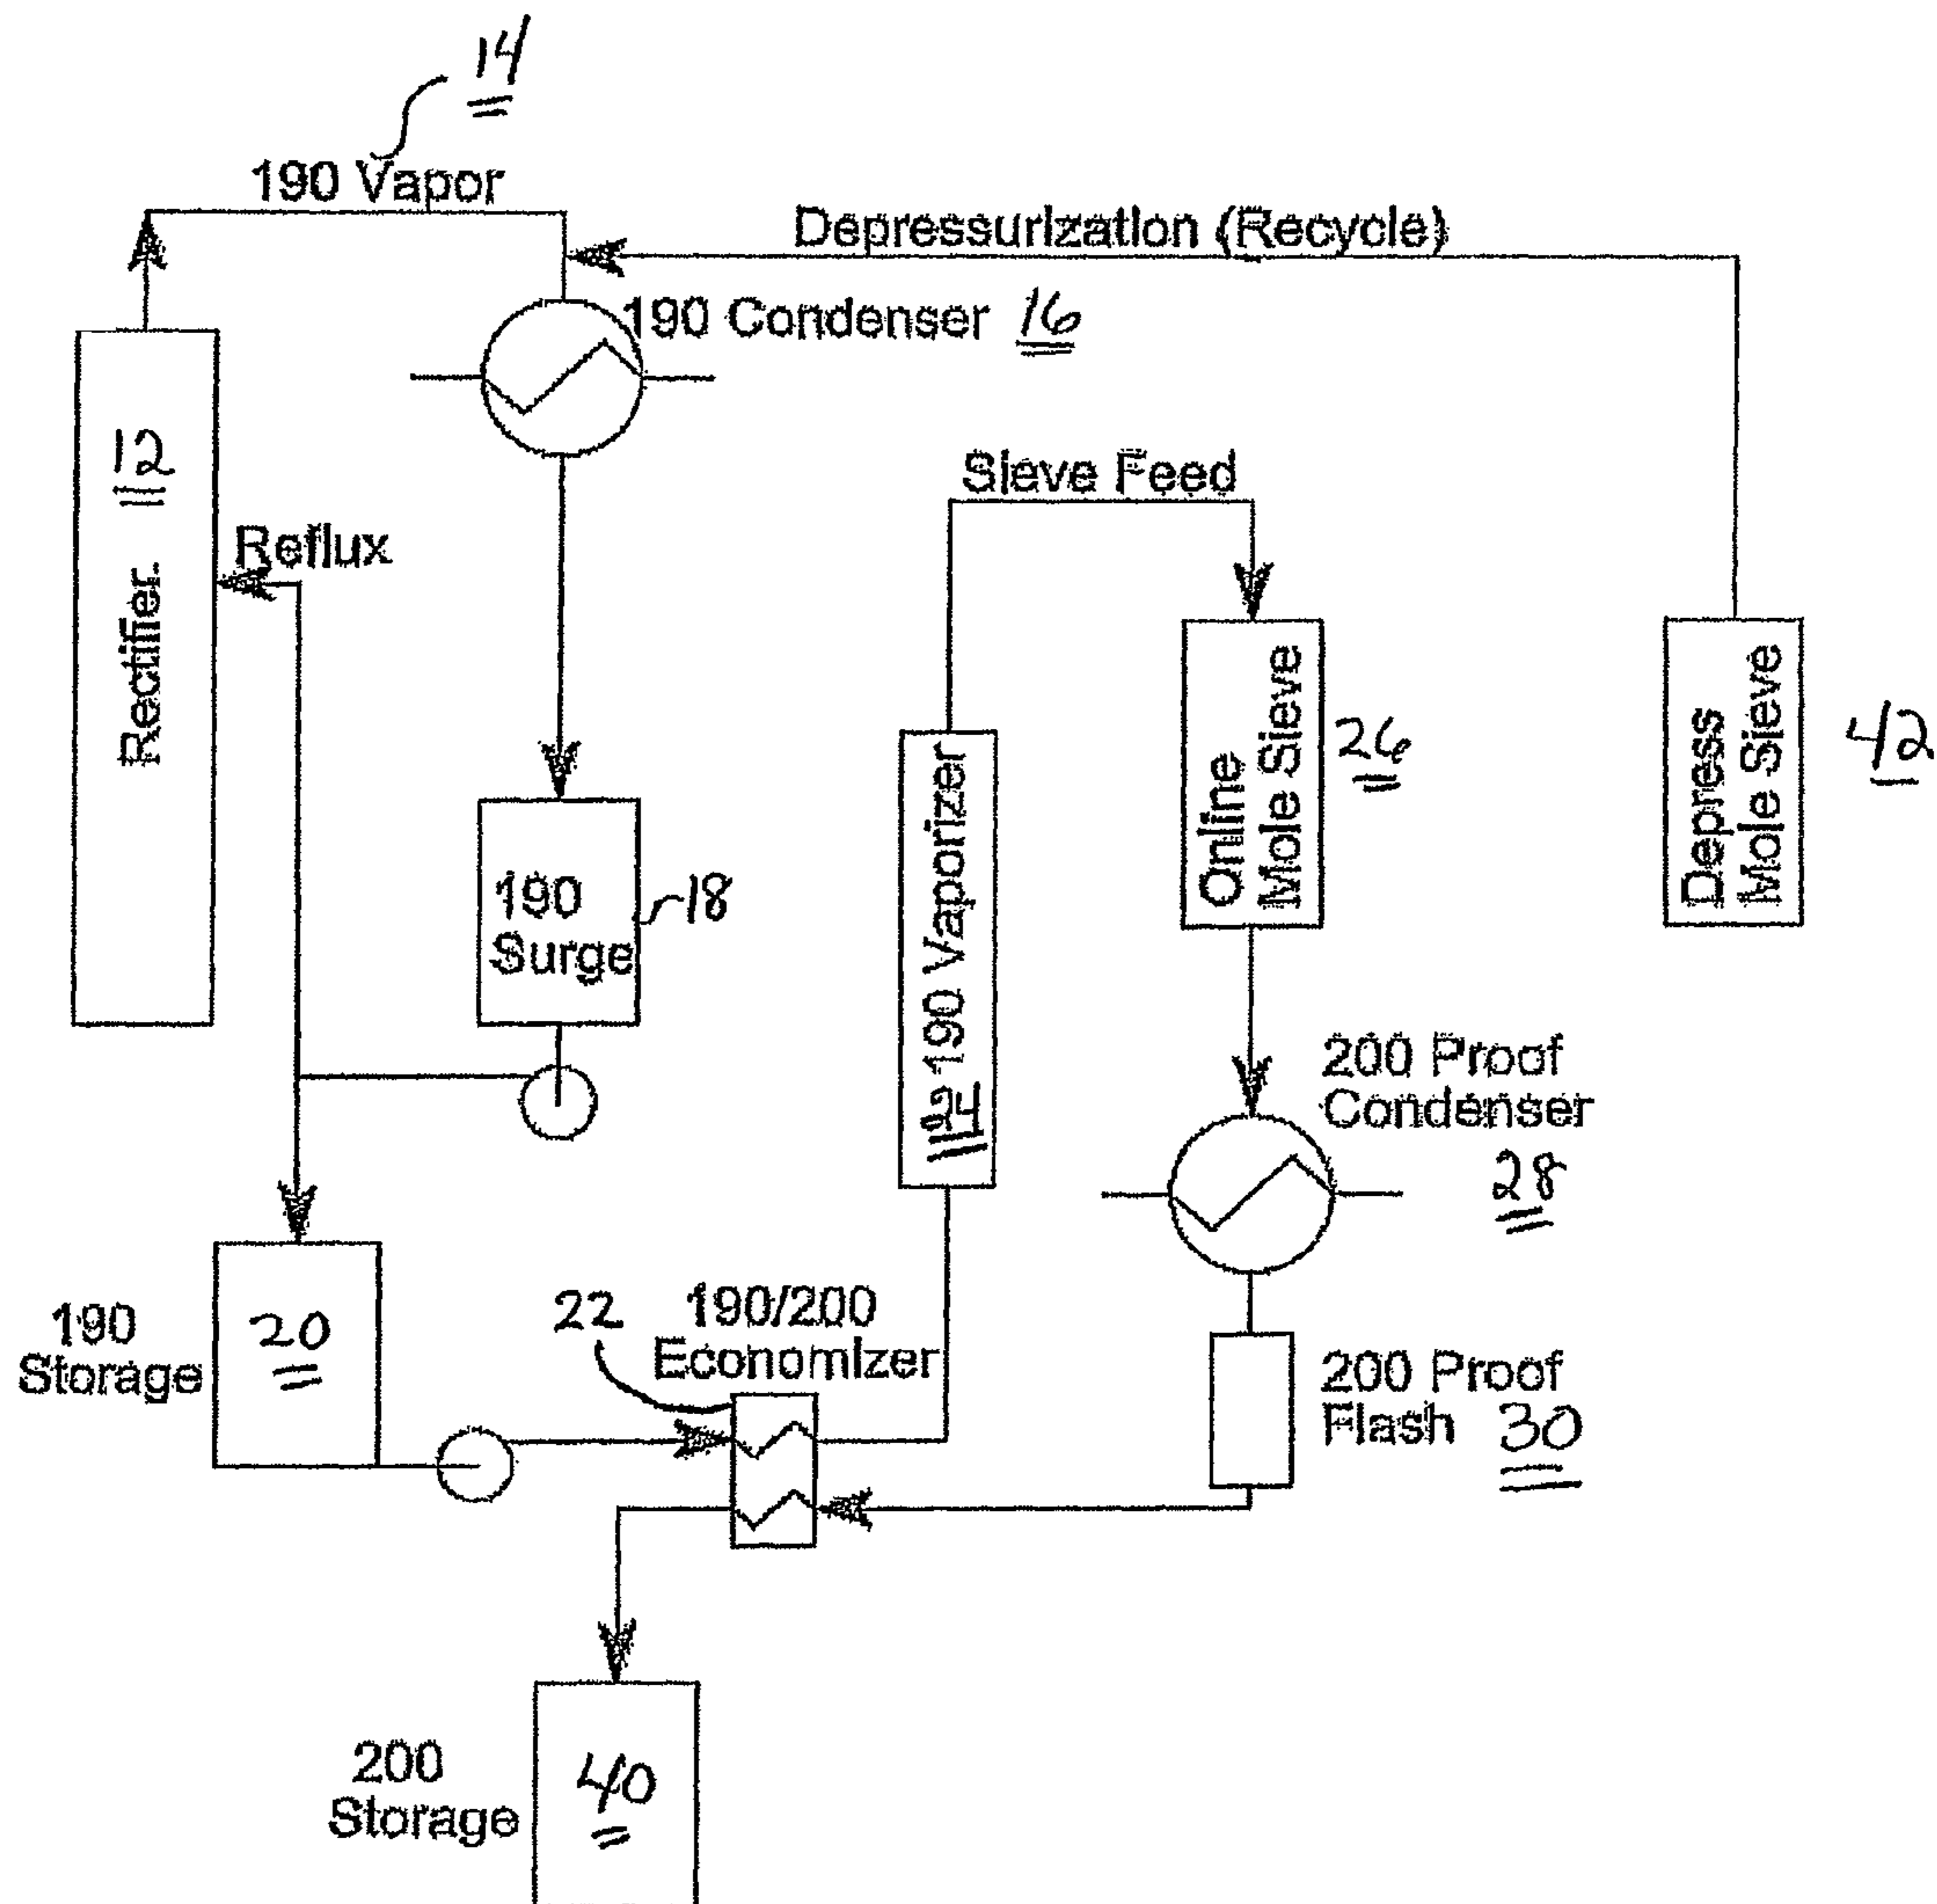 14
190 Vapor
Depressurization (Recycle)
190 Condenser 16
Rectifier 12
Reflux
Sieve Feed
190
Surge
18
190 Vaporizer
Online
Mole Sieve
26
Depress
Mole Sieve
42
200 Proof
Condenser
28
190
Storage
20
22
190/200
Economizer
200 Proof
Flash 30
200
Storage
40